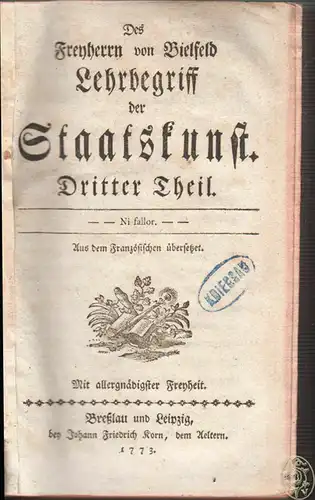 Des
Freyherrn von Bielfeld
Lehrbegriff
der
Staatskunst.
Dritter Theil.
— — Ni fallor. — —
Aus dem Französischen übersetzet.
Mit allergnädigster Freyheit.
Breßlau und Leipzig,
bey Johann Friedrich Korn, dem Aeltern.
1773.